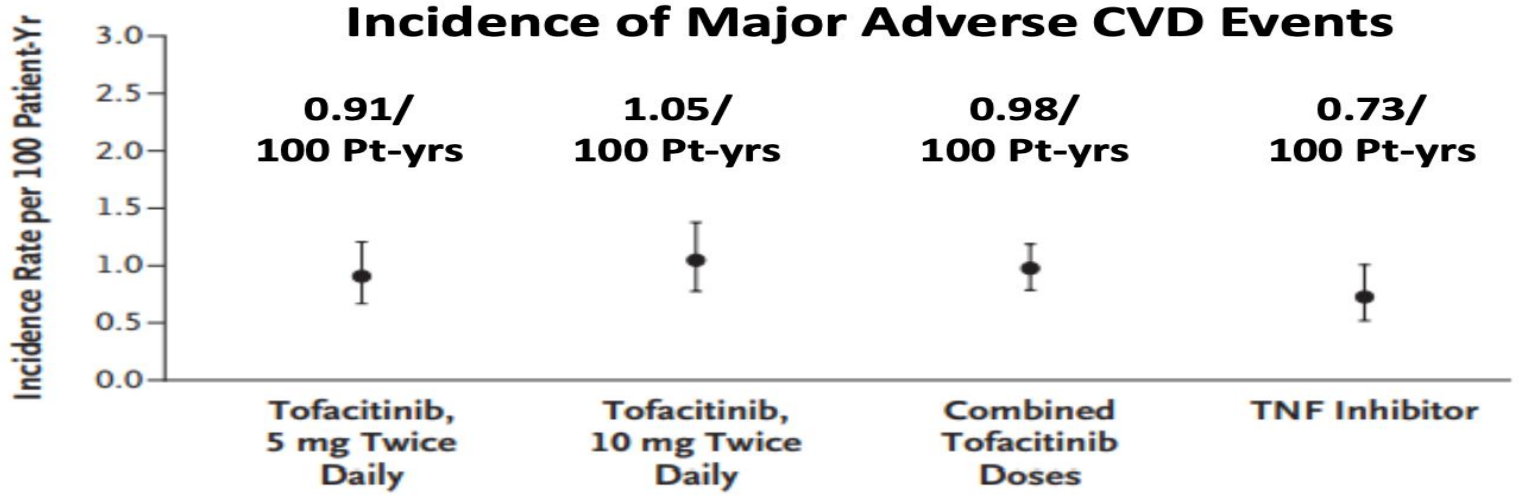 Incidence of Major Adverse CVD Events
Incidence Rate per 100 Patient-Yr
3.0
2.5
2.0
1.5
1.0
0.5
0.0
0.91/
100 Pt-yrs
1.05/
100 Pt-yrs
0.98/
100 Pt-yrs
0.73/
100 Pt-yrs
Tofacitinib,
5 mg Twice
Daily
Tofacitinib,
10 mg Twice
Daily
Combined
Tofacitinib
Doses
TNF Inhibitor